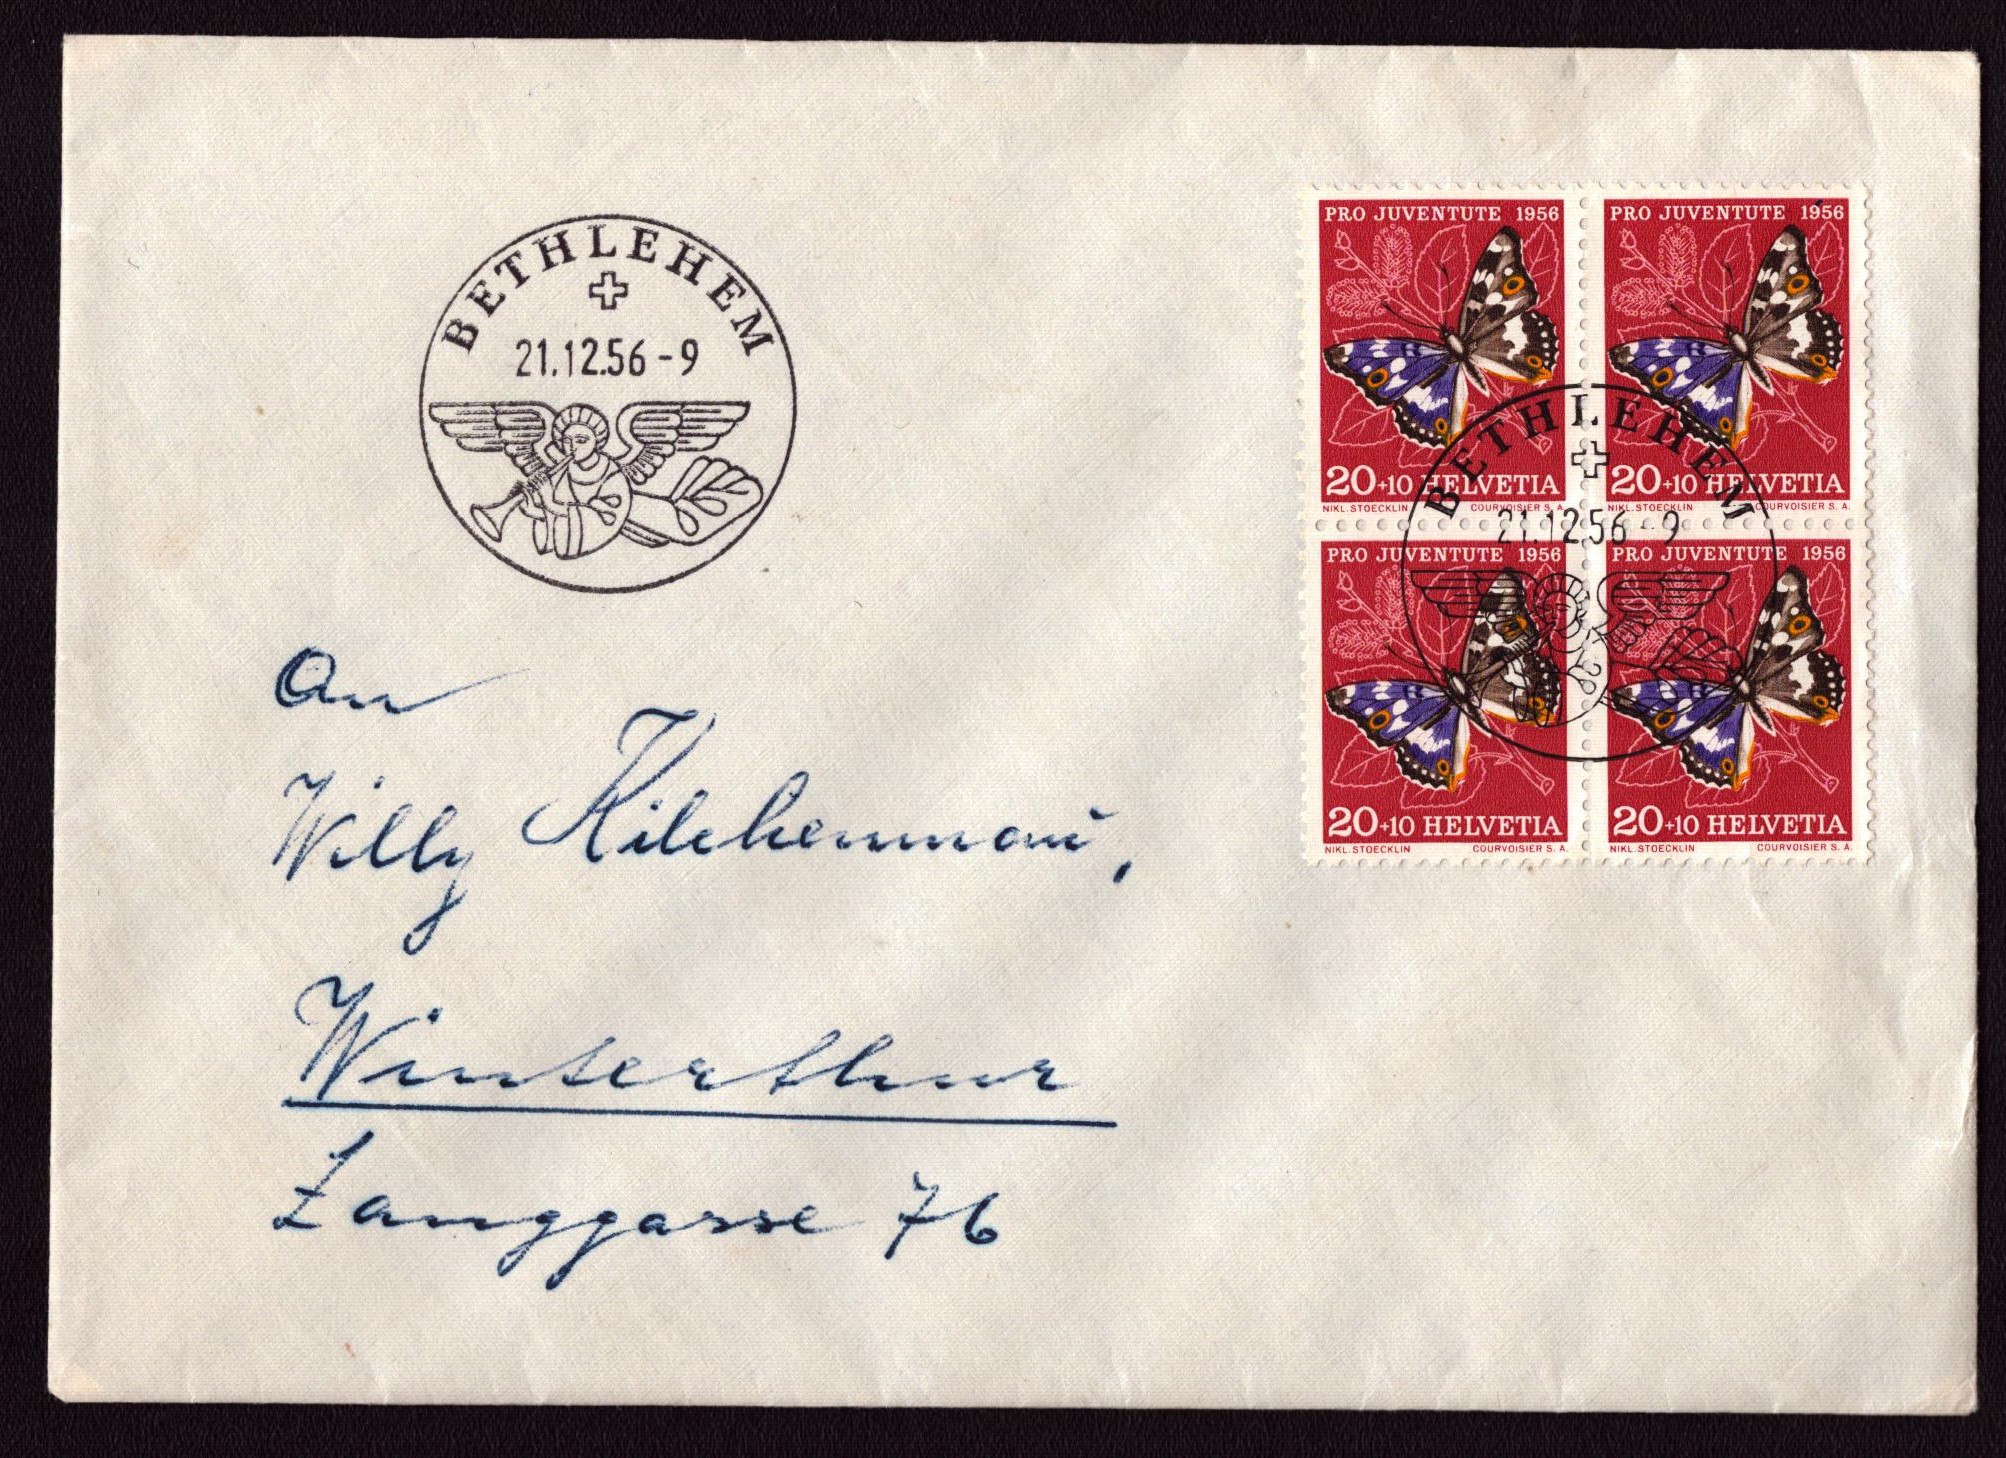 BETHLEHEM
21.12.56-9
PRO JUVENTUTE 1956
20+10 HELVETIA
NIKL. STOECKLIN COURVOISIER S. A.
PRO JUVENTUTE 1956
20+10 HELVETIA
NIKL. STOECKLIN COURVOISIER S. A.
PRO JUVENTUTE 1956
20+10 HELVETIA
NIKL. STOECKLIN COURVOISIER S. A.
PRO JUVENTUTE 1956
20+10 HELVETIA
NIKL. STOECKLIN COURVOISIER S. A.
BETHLEHEM
21.12.56-9
An
Willy Kilchenmann,
Winterthur
Langgasse 76